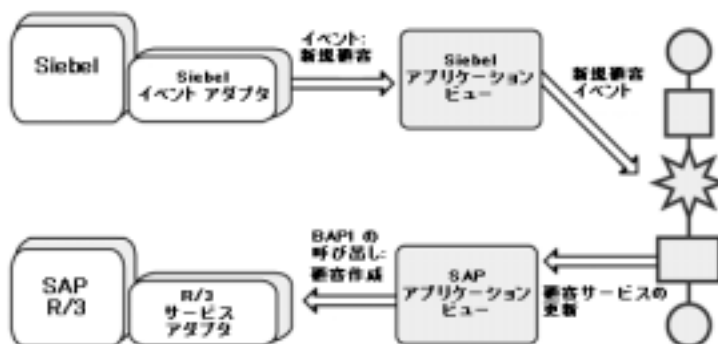 Siebel
Siebel
イベント アダプタ
イベント:
新規顧客
Siebel
アプリケーション
ビュー
新規顧客
イベント
SAP
R/3
R/3
サービス
アダプタ
BAPI の
呼び出し:
顧客作成
SAP
アプリケーション
ビュー
顧客サービスの
更新